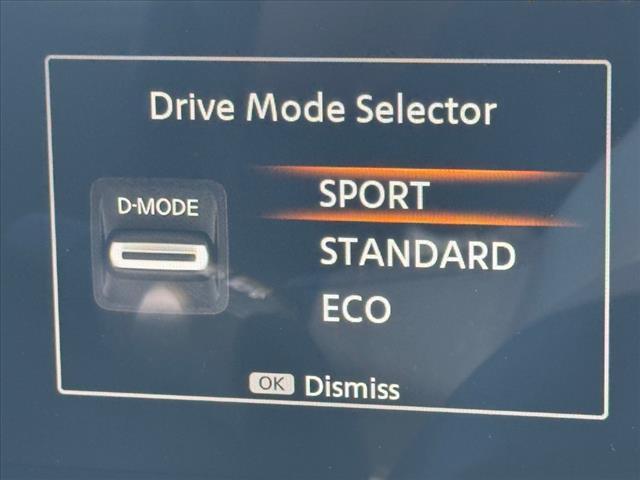 Drive Mode Selector
D-MODE
SPORT
STANDARD
ECO
OK Dismiss